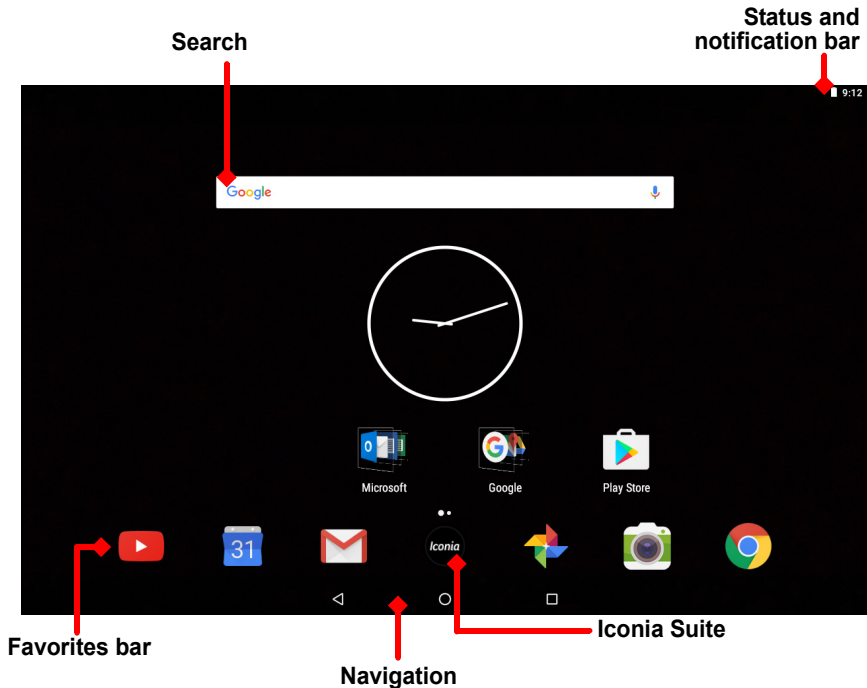 Status and
notification bar
Search
9:12
Google
Microsoft
Google
Play Store
31
Iconia
Iconia Suite
Favorites bar
Navigation